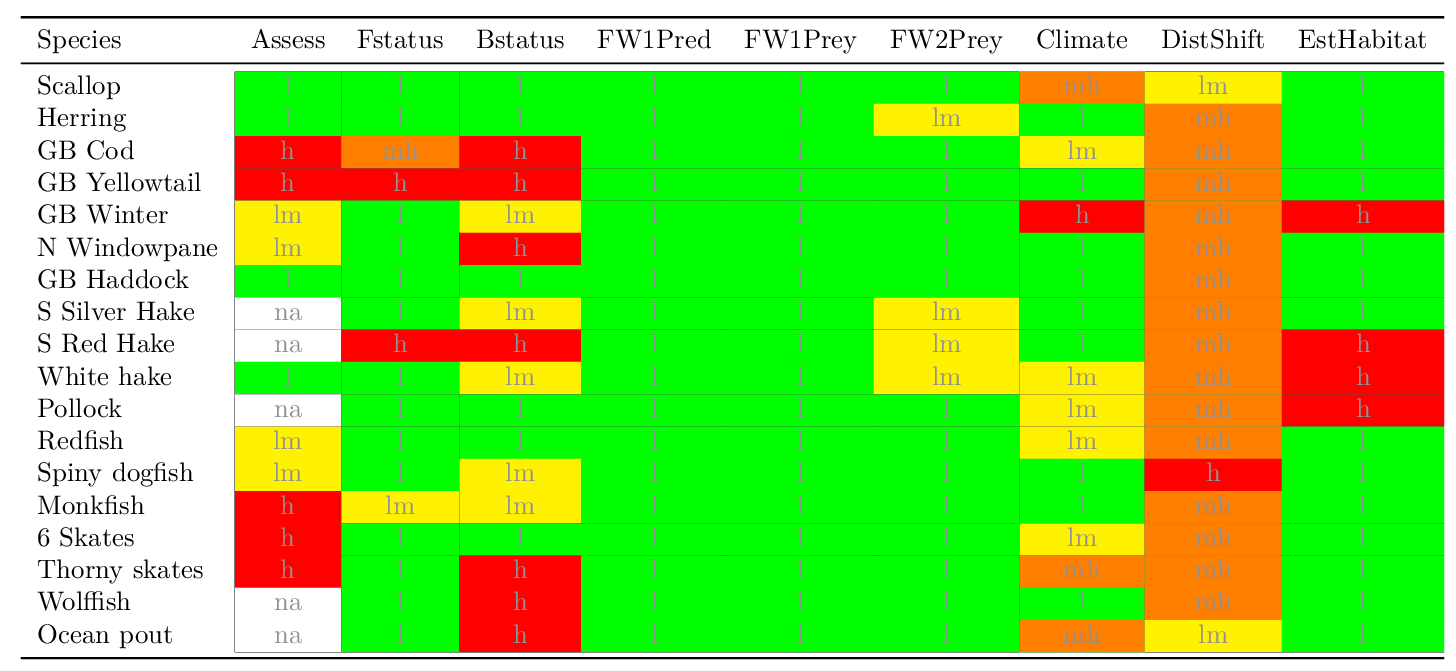 Species Assess Fstatus Bstatus FW1Pred FW1Prey FW2Prey Climate DistShift EstHabitat
Scallop l l l l l l mh lm l
Herring l l l l l lm l mh l
GB Cod h mh h l l l lm mh l
GB Yellowtail h h h l l l l mh l
GB Winter lm l lm l l l h mh h
N Windowpane lm l h l l l l mh l
GB Haddock l l l l l l l mh l
S Silver Hake na l lm l l lm l mh l
S Red Hake na h h l l lm l mh h
White hake l l lm l l lm lm mh h
Pollock na l l l l l lm mh h
Redfish lm l l l l l lm mh l
Spiny dogfish lm l lm l l l l h l
Monkfish h lm lm l l l l mh l
6 Skates h l l l l l lm mh l
Thorny skates h l h l l l mh mh l
Wolffish na l h l l l l mh l
Ocean pout na l h l l l mh lm l